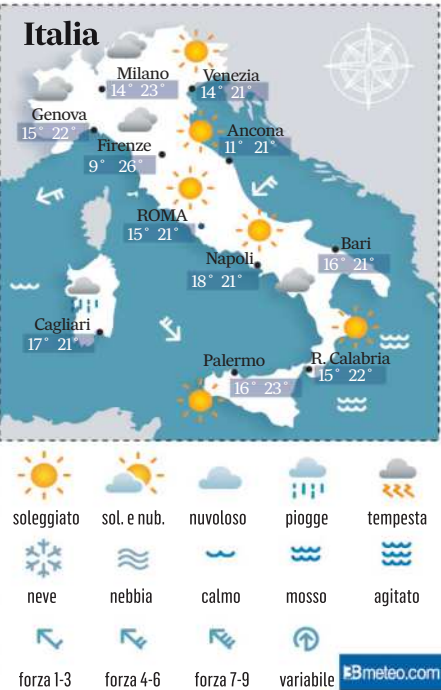 Italia
Milano
14° 23°
Venezia
14° 21°
Genova
15° 22°
Ancona
11° 21°
Firenze
9° 26°
ROMA
15° 21°
Bari
16° 21°
Napoli
18° 21°
Cagliari
17° 21°
Palermo
16° 23°
R. Calabria
15° 22°
soleggiato sol. e nub. nuvoloso piogge tempesta
neve nebbia calmo mosso agitato
forza 1-3 forza 4-6 forza 7-9 variabile
3Bmeteo.com